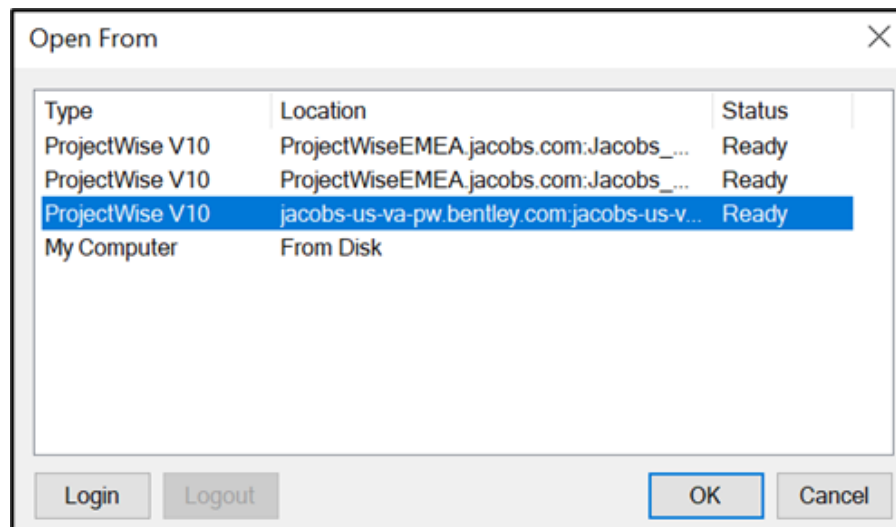 Open From
Type Location Status
ProjectWise V10 ProjectWiseEMEA.jacobs.com:Jacobs_... Ready
ProjectWise V10 ProjectWiseEMEA.jacobs.com:Jacobs_... Ready
ProjectWise V10 jacobs-us-va-pw.bentley.com:jacobs-us-v... Ready
My Computer From Disk
Login Logout OK Cancel